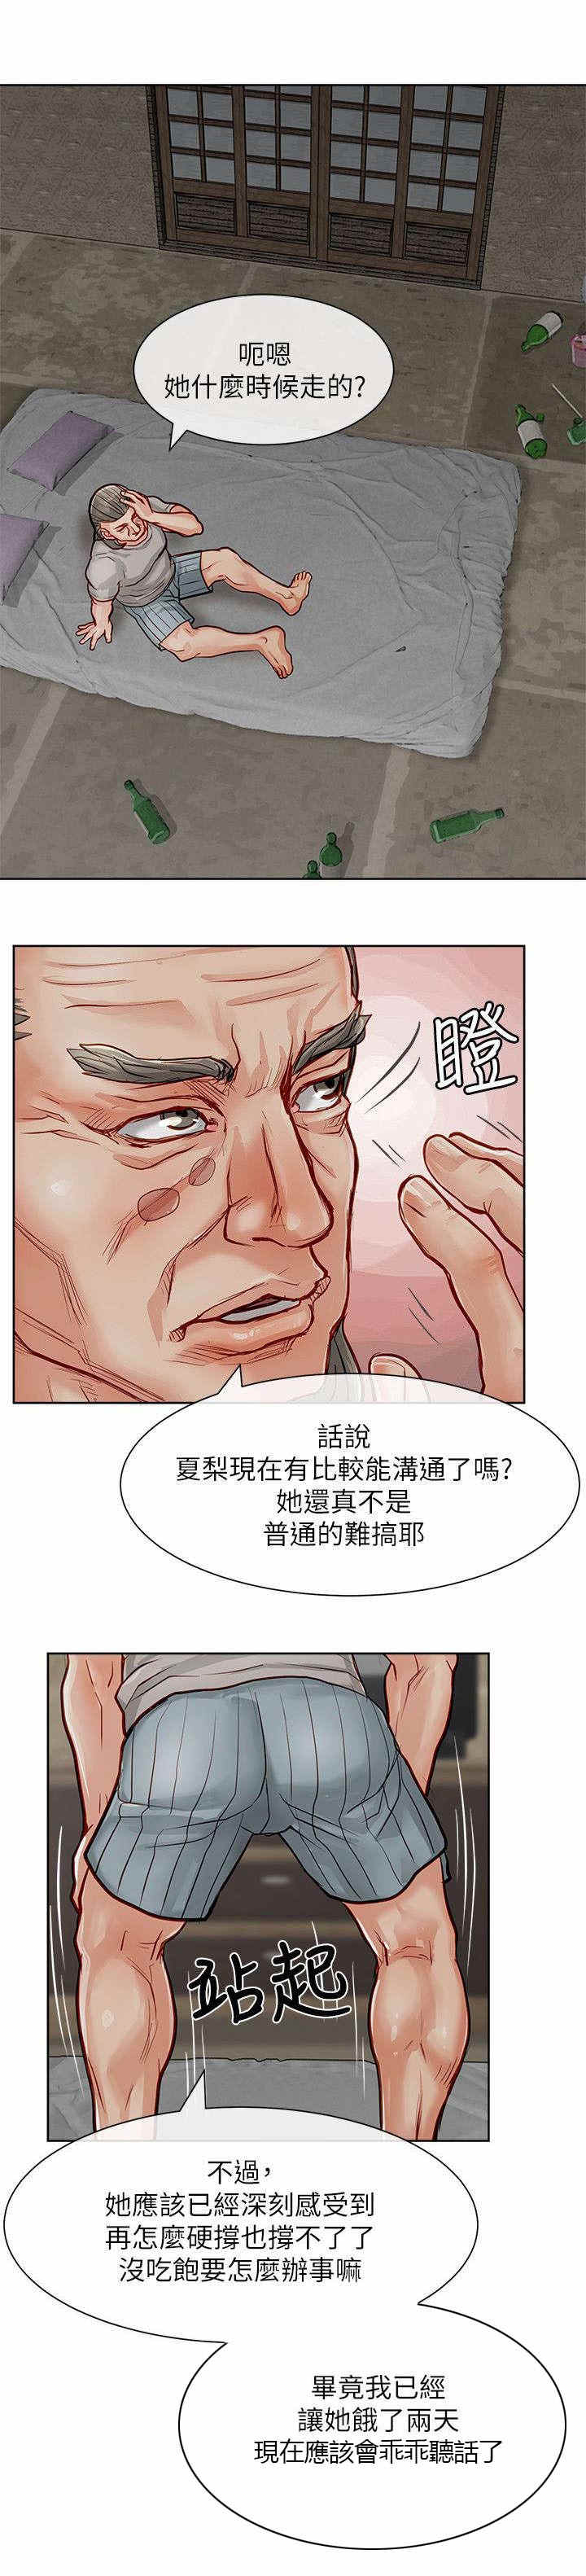 呃嗯
她什麼時候走的?
瞪
話說
夏梨現在有比較能溝通了嗎?
她還真不是
普通的難搞耶
站起
不過,
她應該已經深刻感受到
再怎麼硬撐也撐不了了
沒吃飽要怎麼辦事嘛
畢竟我已經
讓她餓了兩天
現在應該會乖乖聽話了